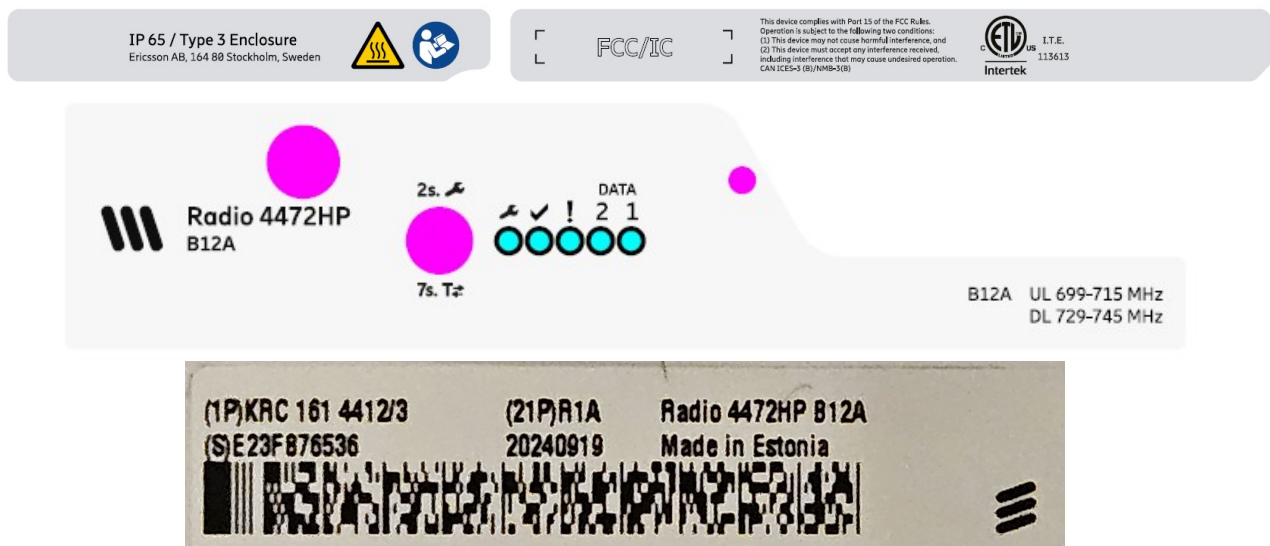 IP 65 / Type 3 Enclosure
Ericsson AB, 164 80 Stockholm, Sweden
FCC/IC
This device complies with Part 15 of the FCC Rules.
Operation is subject to the following two conditions:
(1) This device may not cause harmful interference, and
(2) This device must accept any interference received,
including interference that may cause undesired operation.
CAN ICES-3 (B)/NMB-3(B)
C ETL LISTED US
Intertek
I.T.E.
113613
Radio 4472HP
B12A
2s.
7s. T
DATA
! 2 1
B12A UL 699-715 MHz
DL 729-745 MHz
(1P)KRC 161 4412/3 (21P)R1A Radio 4472HP B12A
(S)E23F876536 20240919 Made in Estonia